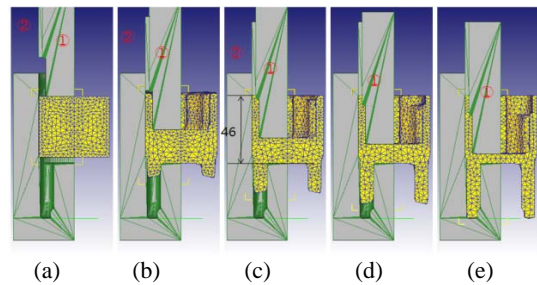 ② ① ② ① ② ① ① ①
46
(a) (b) (c) (d) (e)